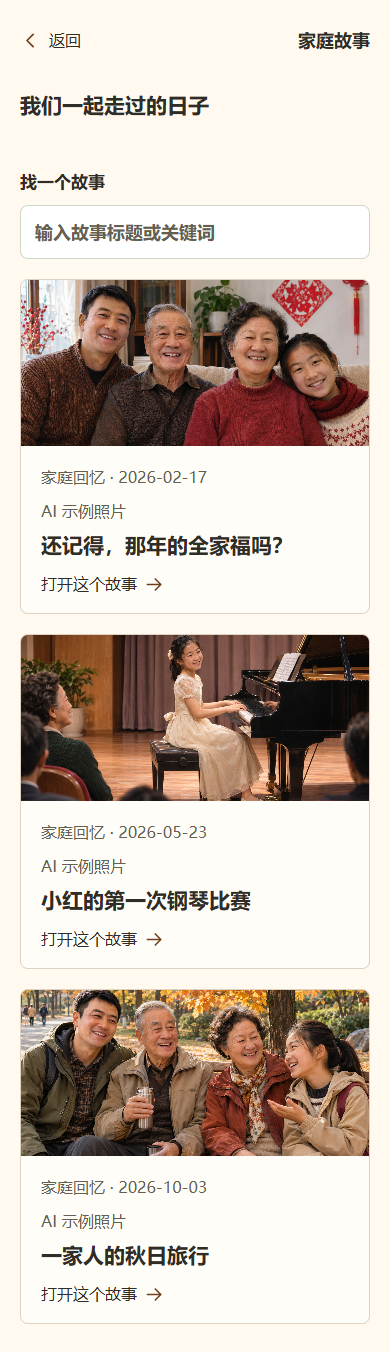 返回
家庭故事
我们一起走过的日子
找一个故事
输入故事标题或关键词
家庭回忆 · 2026-02-17
AI 示例照片
还记得，那年的全家福吗？
打开这个故事 →
家庭回忆 · 2026-05-23
AI 示例照片
小红的第一次钢琴比赛
打开这个故事 →
家庭回忆 · 2026-10-03
AI 示例照片
一家人的秋日旅行
打开这个故事 →